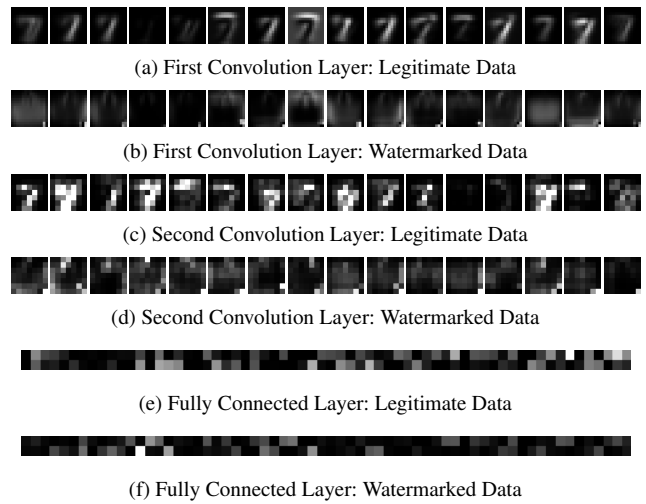 (a) First Convolution Layer: Legitimate Data
(b) First Convolution Layer: Watermarked Data
(c) Second Convolution Layer: Legitimate Data
(d) Second Convolution Layer: Watermarked Data
(e) Fully Connected Layer: Legitimate Data
(f) Fully Connected Layer: Watermarked Data